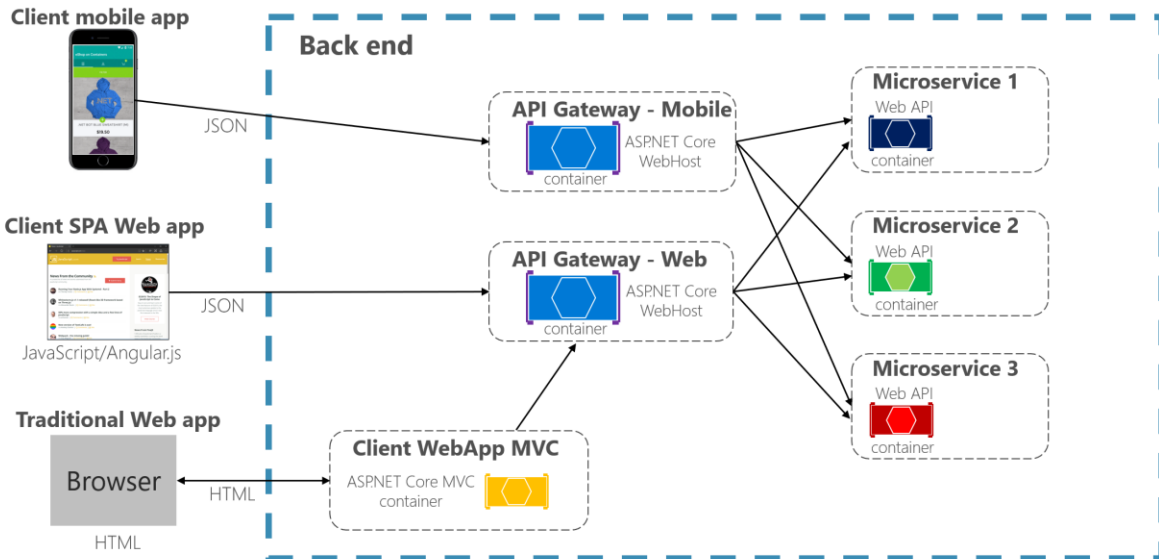 Client mobile app
JSON
Client SPA Web app
JSON
JavaScript/Angular.js
Traditional Web app
Browser
HTML
HTML
Back end
API Gateway - Mobile
ASP.NET Core
WebHost
container
API Gateway - Web
ASP.NET Core
WebHost
container
Client WebApp MVC
ASP.NET Core MVC
container
Microservice 1
Web API
container
Microservice 2
Web API
container
Microservice 3
Web API
container